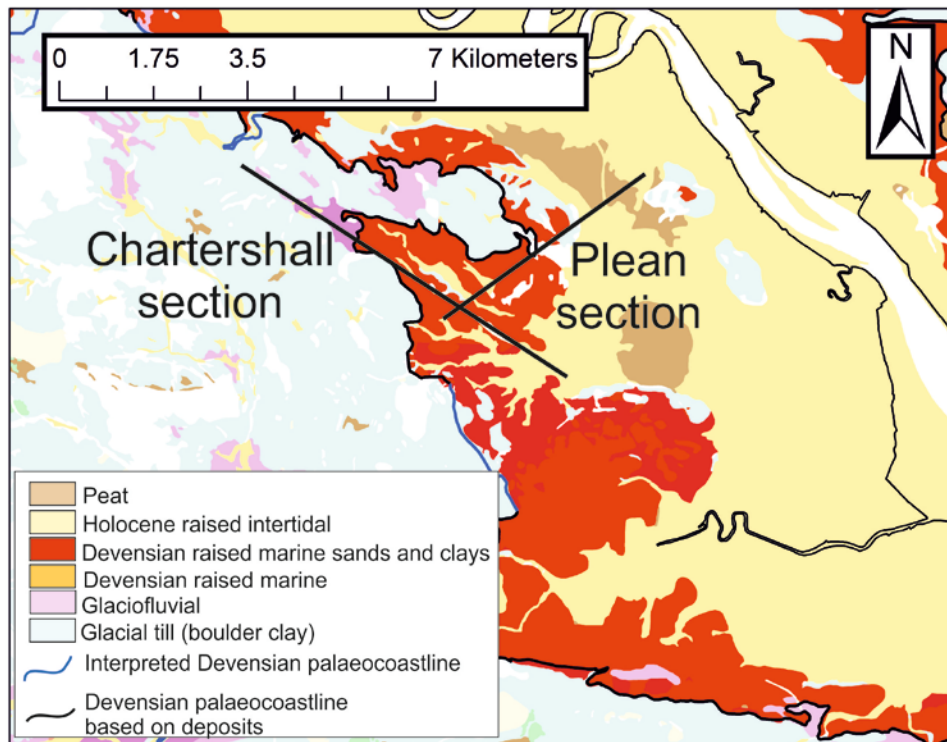 0 1.75 3.5 7 Kilometers
N
Chartershall
section
Plean
section
Peat
Holocene raised intertidal
Devensian raised marine sands and clays
Devensian raised marine
Glaciofluvial
Glacial till (boulder clay)
Interpreted Devensian palaeocoastline
Devensian palaeocoastline
based on deposits